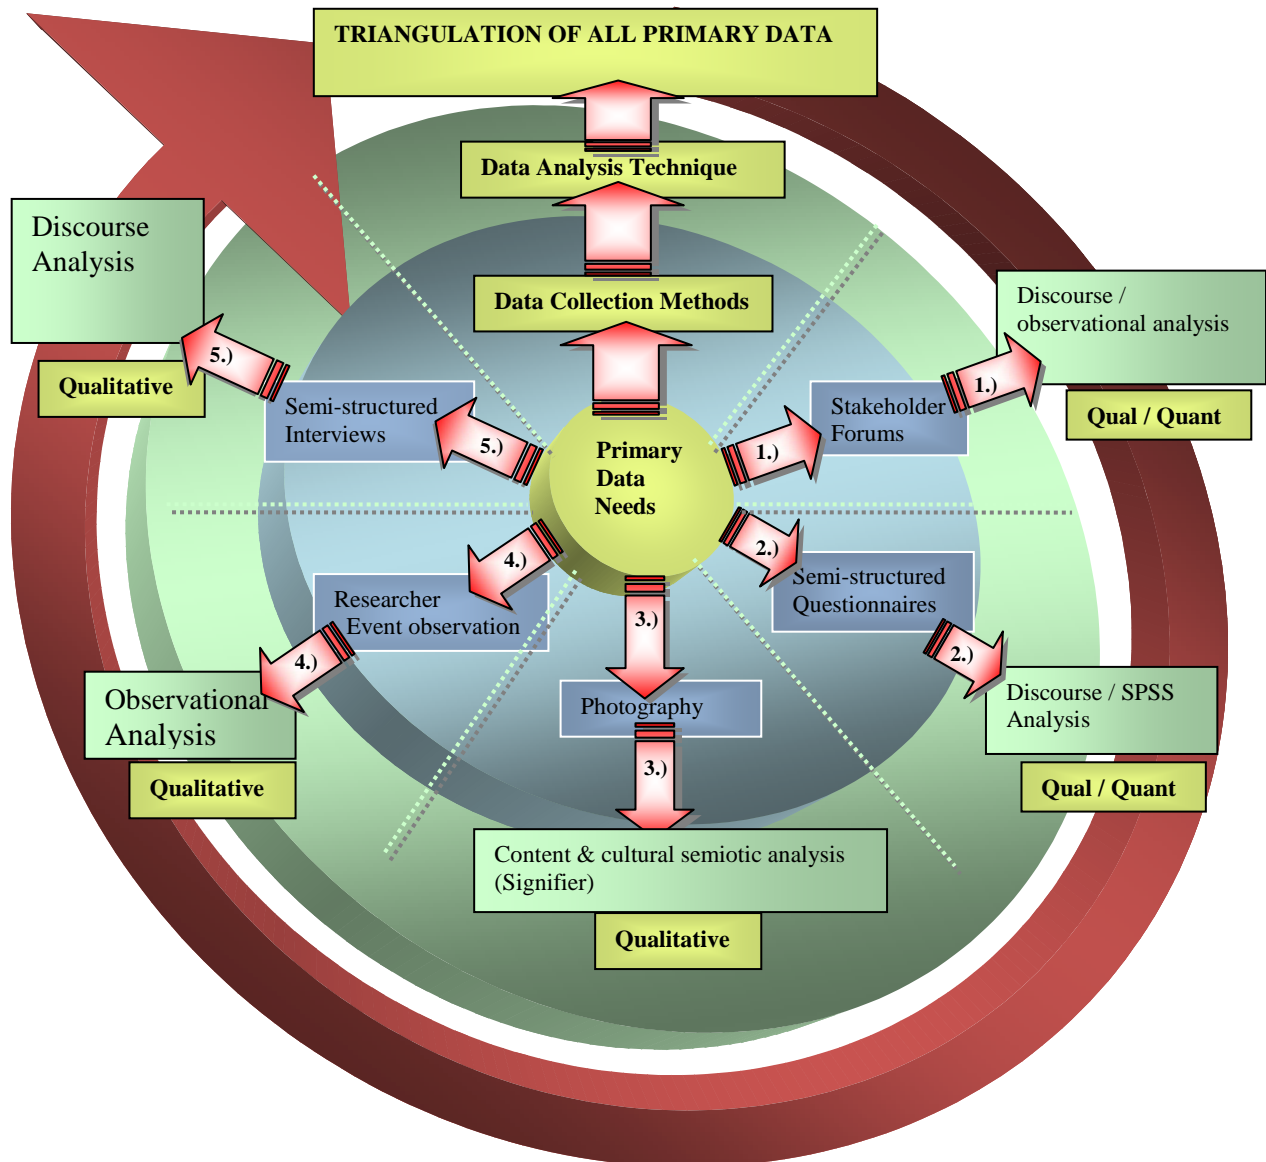 TRIANGULATION OF ALL PRIMARY DATA
Data Analysis Technique
Data Collection Methods
Primary
Data
Needs
1.)
Stakeholder
Forums
1.)
Discourse /
observational analysis
Qual / Quant
2.)
Semi-structured
Questionnaires
2.)
Discourse / SPSS
Analysis
Qual / Quant
3.)
Photography
3.)
Content & cultural semiotic analysis
(Signifier)
Qualitative
4.)
Researcher
Event observation
4.)
Observational
Analysis
Qualitative
5.)
Semi-structured
Interviews
5.)
Discourse
Analysis
Qualitative